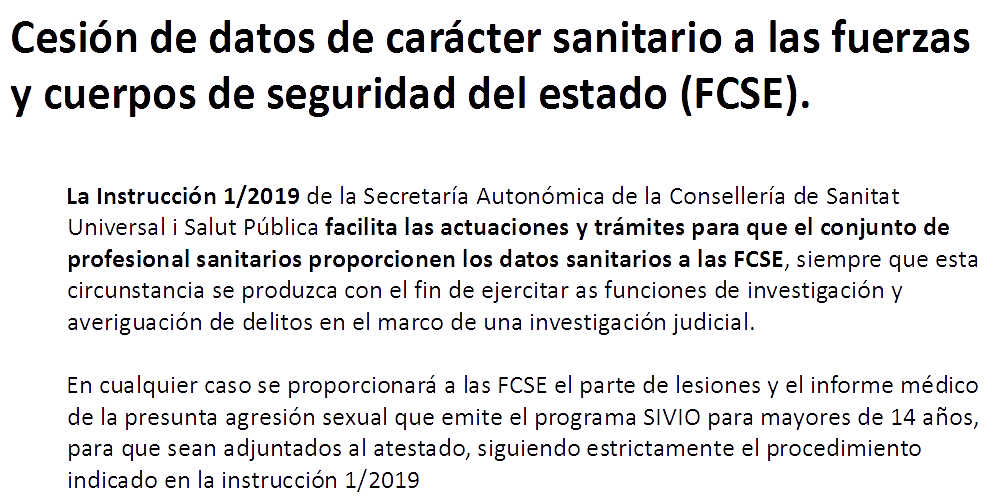 Cesión de datos de carácter sanitario a las fuerzas
y cuerpos de seguridad del estado (FCSE).
La Instrucción 1/2019 de la Secretaría Autonómica de la Consellería de Sanitat
Universal i Salut Pública facilita las actuaciones y trámites para que el conjunto de
profesional sanitarios proporcionen los datos sanitarios a las FCSE, siempre que esta
circunstancia se produzca con el fin de ejercitar as funciones de investigación y
averiguación de delitos en el marco de una investigación judicial.
En cualquier caso se proporcionará a las FCSE el parte de lesiones y el informe médico
de la presunta agresión sexual que emite el programa SIVIO para mayores de 14 años,
para que sean adjuntados al atestado, siguiendo estrictamente el procedimiento
indicado en la instrucción 1/2019